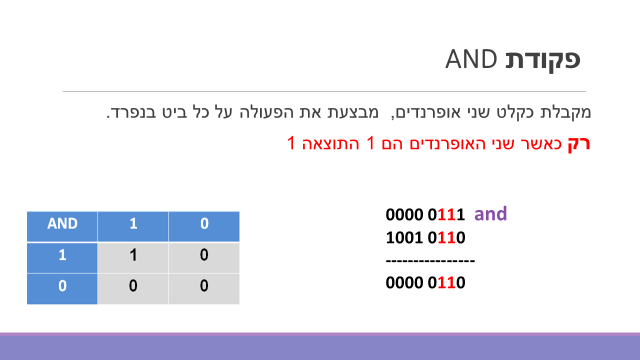 פקודת AND
מקבלת כקלט שני אופרנדים, מבצעת את הפעולה על כל ביט בנפרד.
רק כאשר שני האופרנדים הם 1 התוצאה 1
AND 1 0
1 1 0
0 0 0
0000 0111 and
1001 0110
----------------
0000 0110